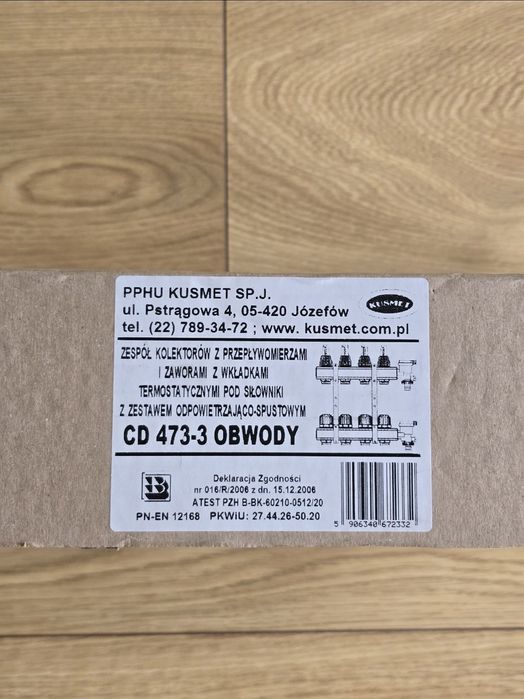 PPHU KUSMET SP.J.
ul. Pstrągowa 4, 05-420 Józefów
tel. (22) 789-34-72 ; www. kusmet.com.pl
KUSMET
ZESPÓŁ KOLEKTORÓW Z PRZEPŁYWOMIERZAMI
I ZAWORAMI Z WKŁADKAMI
TERMOSTATYCZNYMI POD SIŁOWNIKI
Z ZESTAWEM ODPOWIETRZAJĄCO-SPUSTOWYM
CD 473-3 OBWODY
B
Deklaracja Zgodności
nr 016/R/2006 z dn. 15.12.2006
ATEST PZH B-BK-60210-0512/20
PN-EN 12168 PKWiU: 27.44.26-50.20
5 906340 672332